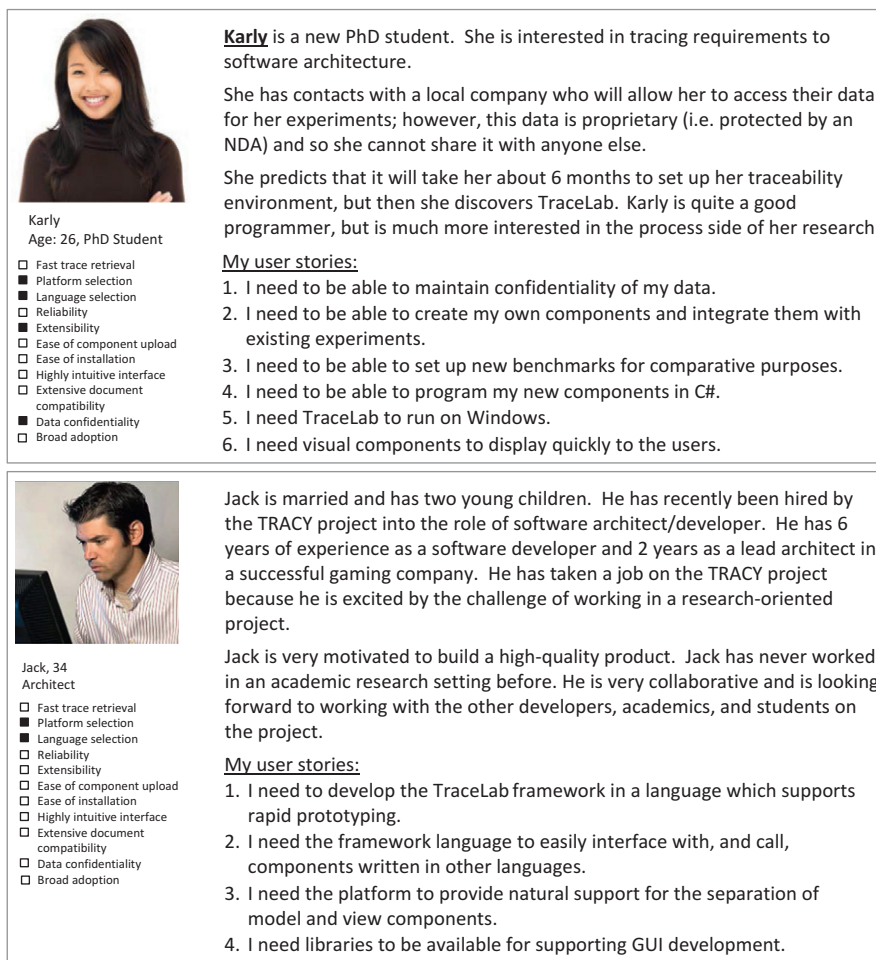 Karly is a new PhD student. She is interested in tracing requirements to
software architecture.
She has contacts with a local company who will allow her to access their data
for her experiments; however, this data is proprietary (i.e. protected by an
NDA) and so she cannot share it with anyone else.
She predicts that it will take her about 6 months to set up her traceability
environment, but then she discovers TraceLab. Karly is quite a good
programmer, but is much more interested in the process side of her research
Karly
Age: 26, PhD Student
☐ Fast trace retrieval
■ Platform selection
■ Language selection
☐ Reliability
■ Extensibility
☐ Ease of component upload
☐ Ease of installation
☐ Highly intuitive interface
☐ Extensive document
compatibility
■ Data confidentiality
☐ Broad adoption
My user stories:
1. I need to be able to maintain confidentiality of my data.
2. I need to be able to create my own components and integrate them with
existing experiments.
3. I need to be able to set up new benchmarks for comparative purposes.
4. I need to be able to program my new components in C#.
5. I need TraceLab to run on Windows.
6. I need visual components to display quickly to the users.
Jack is married and has two young children. He has recently been hired by
the TRACY project into the role of software architect/developer. He has 6
years of experience as a software developer and 2 years as a lead architect in
a successful gaming company. He has taken a job on the TRACY project
because he is excited by the challenge of working in a research-oriented
project.
Jack is very motivated to build a high-quality product. Jack has never worked
in an academic research setting before. He is very collaborative and is looking
forward to working with the other developers, academics, and students on
the project.
Jack, 34
Architect
☐ Fast trace retrieval
■ Platform selection
■ Language selection
☐ Reliability
☐ Extensibility
☐ Ease of component upload
☐ Ease of installation
☐ Highly intuitive interface
☐ Extensive document
compatibility
☐ Data confidentiality
☐ Broad adoption
My user stories:
1. I need to develop the TraceLab framework in a language which supports
rapid prototyping.
2. I need the framework language to easily interface with, and call,
components written in other languages.
3. I need the platform to provide natural support for the separation of
model and view components.
4. I need libraries to be available for supporting GUI development.